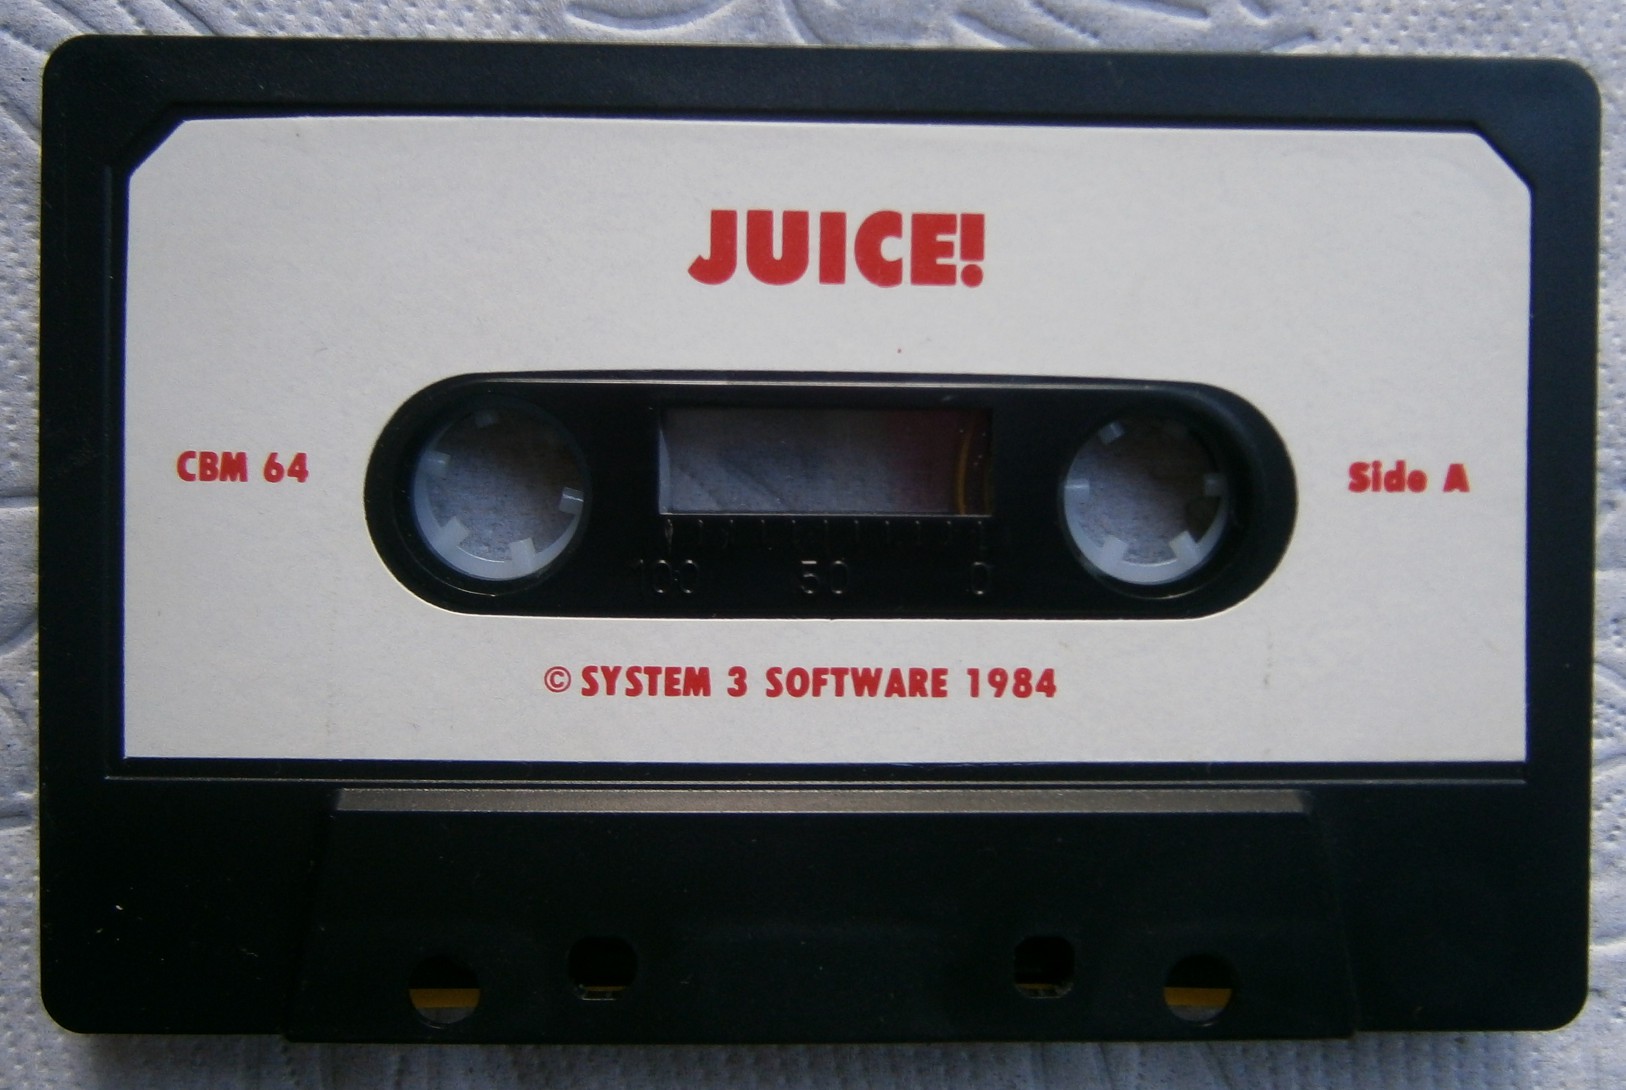 JUICE!
CBM 64
Side A
100 50 0
© SYSTEM 3 SOFTWARE 1984